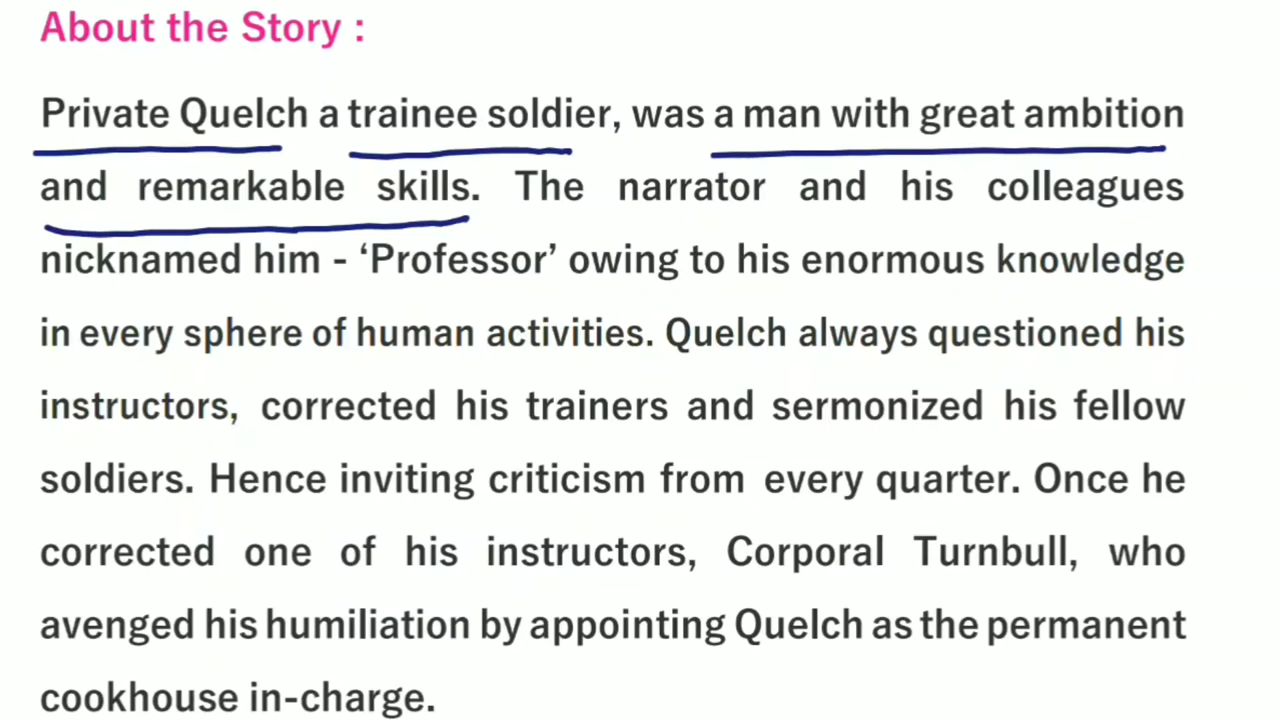 About the Story :
Private Quelch a trainee soldier, was a man with great ambition
and remarkable skills. The narrator and his colleagues
nicknamed him - ‘Professor’ owing to his enormous knowledge
in every sphere of human activities. Quelch always questioned his
instructors, corrected his trainers and sermonized his fellow
soldiers. Hence inviting criticism from every quarter. Once he
corrected one of his instructors, Corporal Turnbull, who
avenged his humiliation by appointing Quelch as the permanent
cookhouse in-charge.